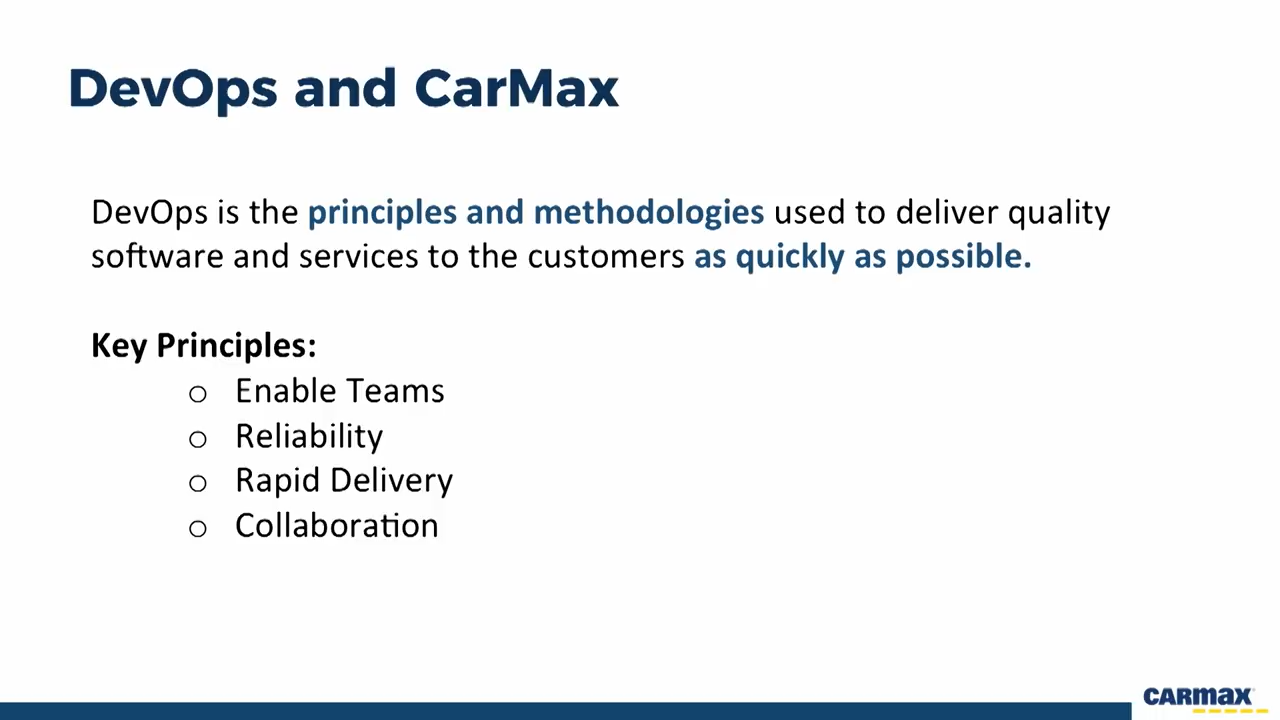 DevOps and CarMax
DevOps is the principles and methodologies used to deliver quality
software and services to the customers as quickly as possible.
Key Principles:
o Enable Teams
o Reliability
o Rapid Delivery
o Collaboration
CARMAX